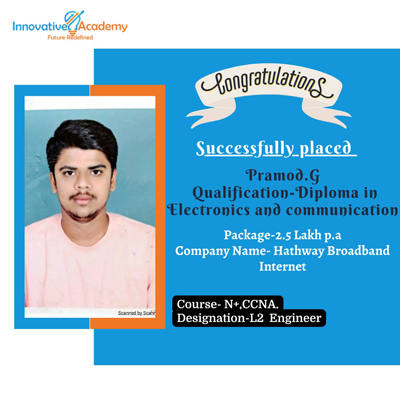 Innovative Academy
Future Redefined
Congratulations
Successfully placed
Pramod.G
Qualification-Diploma in
Electronics and communication
Package-2.5 Lakh p.a
Company Name- Hathway Broadband
Internet
Scanned by
Course- N+,CCNA.
Designation-L2 Engineer